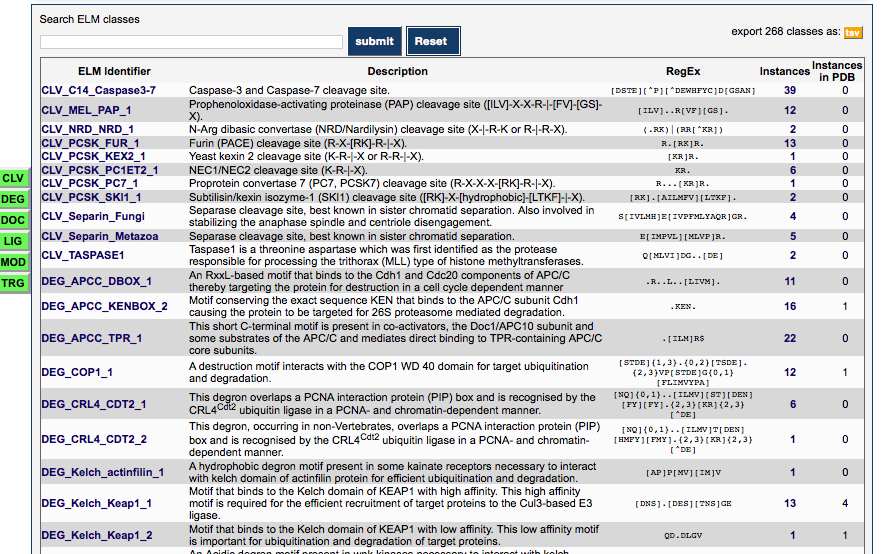 Search ELM classes
submit
Reset
export 268 classes as: tsv
ELM Identifier Description RegEx Instances Instances in PDB
CLV_C14_Caspase3-7 Caspase-3 and Caspase-7 cleavage site. [DSTE][^P][^DEWHFYC]D[GSAN] 39 0
CLV_MEL_PAP_1 Prophenoloxidase-activating proteinase (PAP) cleavage site ([ILV]-X-X-R-|-[FV]-[GS]-
X). [ILV]..R[VF][GS]. 12 0
CLV_NRD_NRD_1 N-Arg dibasic convertase (NRD/Nardilysin) cleavage site (X-|-R-K or R-|-R-X). (.RK)|(RR[^KR]) 2 0
CLV_PCSK_FUR_1 Furin (PACE) cleavage site (R-X-[RK]-R-|-X). R.[RK]R. 13 0
CLV_PCSK_KEX2_1 Yeast kexin 2 cleavage site (K-R-|-X or R-R-|-X). [KR]R. 1 0
CLV_PCSK_PC1ET2_1 NEC1/NEC2 cleavage site (K-R-|-X). KR. 6 0
CLV_PCSK_PC7_1 Proprotein convertase 7 (PC7, PCSK7) cleavage site (R-X-X-X-[RK]-R-|-X). R...[KR]R. 1 0
CLV_PCSK_SKI1_1 Subtilisin/kexin isozyme-1 (SKI1) cleavage site ([RK]-X-[hydrophobic]-[LTKF]-|-X). [RK].[AILMFV][LTKF]. 2 0
CLV_Separin_Fungi Separase cleavage site, best known in sister chromatid separation. Also involved in
stabilizing the anaphase spindle and centriole disengagement. S[IVLMH]E[IVPFMLYAQR]GR. 4 0
CLV_Separin_Metazoa Separase cleavage site, best known in sister chromatid separation. E[IMPVL][MLVP]R. 5 0
CLV_TASPASE1 Taspase1 is a threonine aspartase which was first identified as the protease
responsible for processing the trithorax (MLL) type of histone methyltransferases. Q[MLVI]DG..[DE] 2 0
DEG_APCC_DBOX_1 An RxxL-based motif that binds to the Cdh1 and Cdc20 components of APC/C
thereby targeting the protein for destruction in a cell cycle dependent manner .R..L..[LIVM]. 11 0
DEG_APCC_KENBOX_2 Motif conserving the exact sequence KEN that binds to the APC/C subunit Cdh1
causing the protein to be targeted for 26S proteasome mediated degradation. .KEN. 16 1
DEG_APCC_TPR_1 This short C-terminal motif is present in co-activators, the Doc1/APC10 subunit and
some substrates of the APC/C and mediates direct binding to TPR-containing APC/C
core subunits. .[ILM]R$ 22 0
DEG_COP1_1 A destruction motif interacts with the COP1 WD 40 domain for target ubiquitination
and degradation. [STDE]{1,3}.{0,2}[TSDE].
{2,3}VP[STDE]G{0,1}
[FLIMVYPA] 12 1
DEG_CRL4_CDT2_1 This degron overlaps a PCNA interaction protein (PIP) box and is recognised by the
CRL4Cdt2 ubiquitin ligase in a PCNA- and chromatin-dependent manner. [NQ]{0,1}..[ILMV][ST][DEN]
[FY][FY].{2,3}[KR]{2,3}
[^DE] 6 0
DEG_CRL4_CDT2_2 This degron, occurring in non-Vertebrates, overlaps a PCNA interaction protein (PIP)
box and is recognised by the CRL4Cdt2 ubiquitin ligase in a PCNA- and chromatin-
dependent manner. [NQ]{0,1}..[ILMV]T[DEN]
[HMFY][FMY].{2,3}[KR]{2,3}
[^DE] 1 0
DEG_Kelch_actinfilin_1 A hydrophobic degron motif present in some kainate receptors necessary to interact
with kelch domain of actinfilin protein for efficient ubiquitination and degradation. [AP]P[MV][IM]V 1 0
DEG_Kelch_Keap1_1 Motif that binds to the Kelch domain of KEAP1 with high affinity. This high affinity
motif is required for the efficient recruitment of target proteins to the Cul3-based E3
ligase. [DNS].[DES][TNS]GE 13 4
DEG_Kelch_Keap1_2 Motif that binds to the Kelch domain of KEAP1 with low affinity. This low affinity motif
is important for ubiquitination and degradation of target proteins. QD.DLGV 1 1
CLV
DEG
DOC
LIG
MOD
TRG